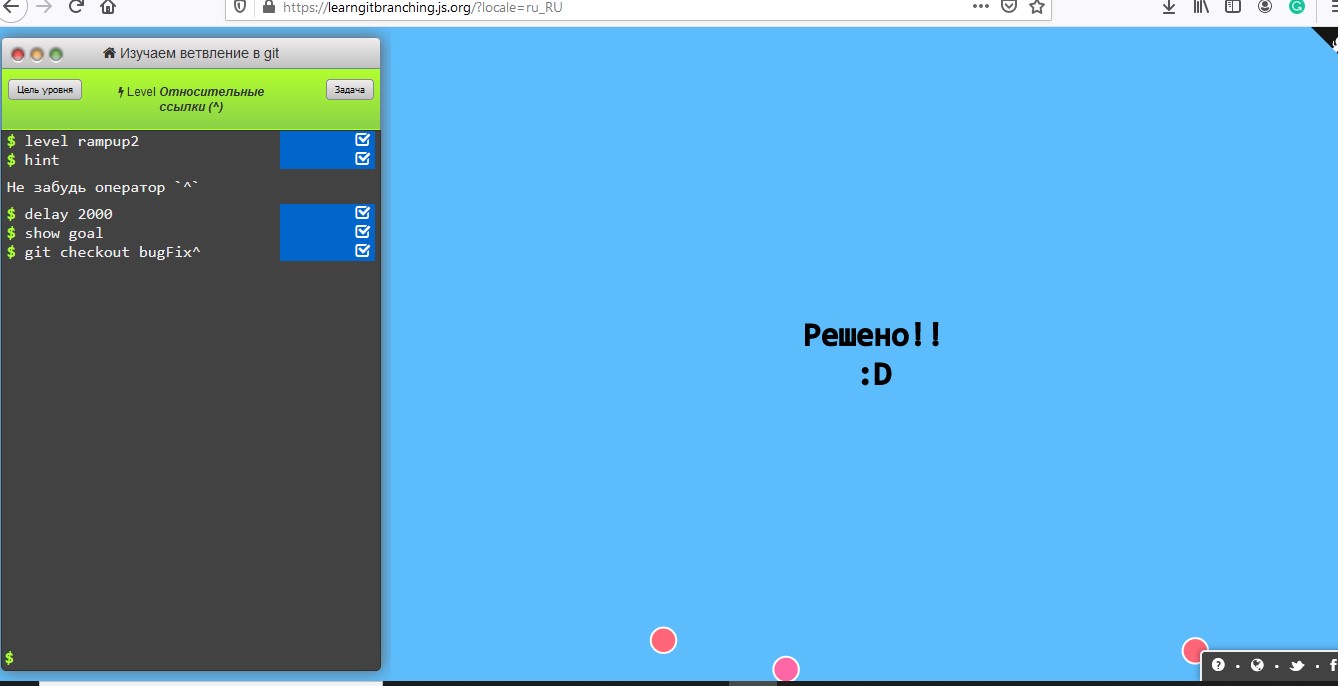 https://learngitbranching.js.org/?locale=ru_RU
Изучаем ветвление в git
Цель уровня
Level Относительные
ссылки (^)
Задача
$ level rampup2
$ hint
Не забудь оператор `^`
$ delay 2000
$ show goal
$ git checkout bugFix^
$
Решено!!
:D